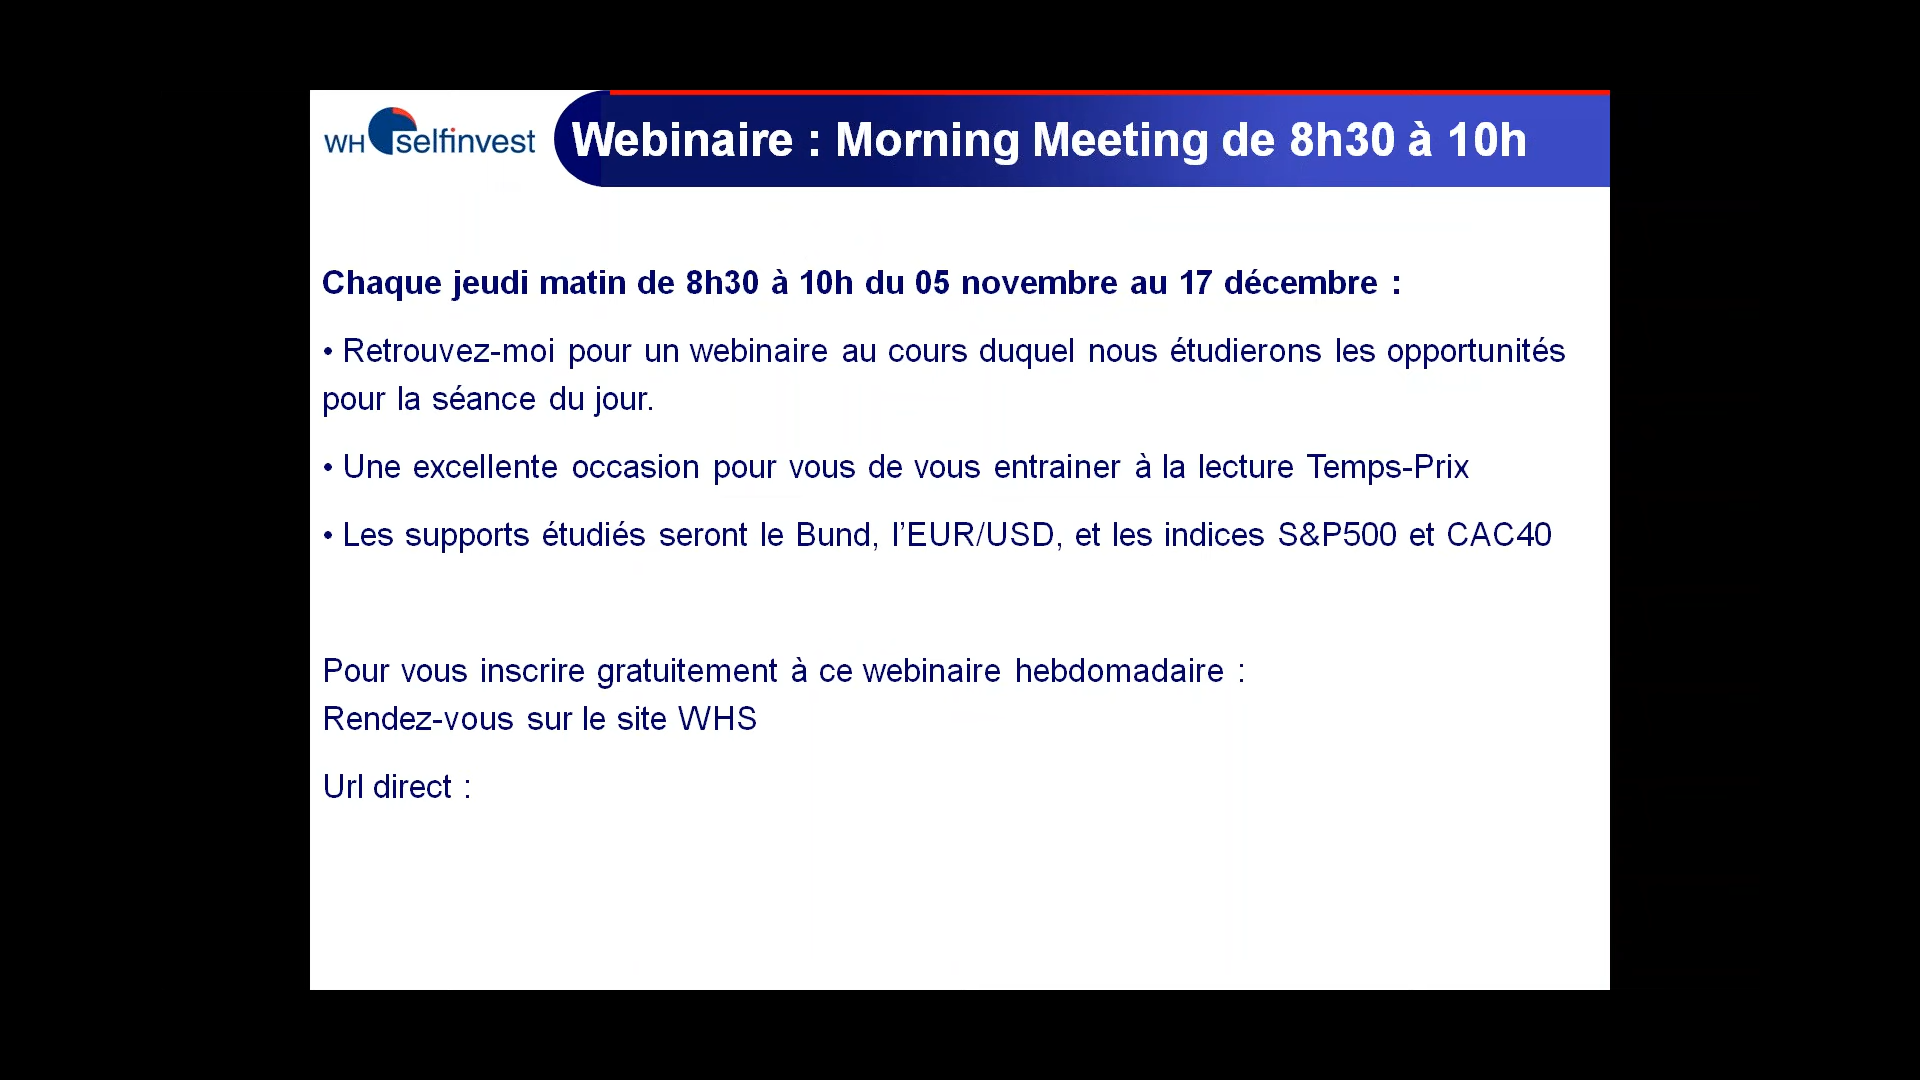 WH selfinvest
Webinaire : Morning Meeting de 8h30 à 10h
Chaque jeudi matin de 8h30 à 10h du 05 novembre au 17 décembre :
• Retrouvez-moi pour un webinaire au cours duquel nous étudierons les opportunités
pour la séance du jour.
• Une excellente occasion pour vous de vous entrainer à la lecture Temps-Prix
• Les supports étudiés seront le Bund, l’EUR/USD, et les indices S&P500 et CAC40
Pour vous inscrire gratuitement à ce webinaire hebdomadaire :
Rendez-vous sur le site WHS
Url direct :